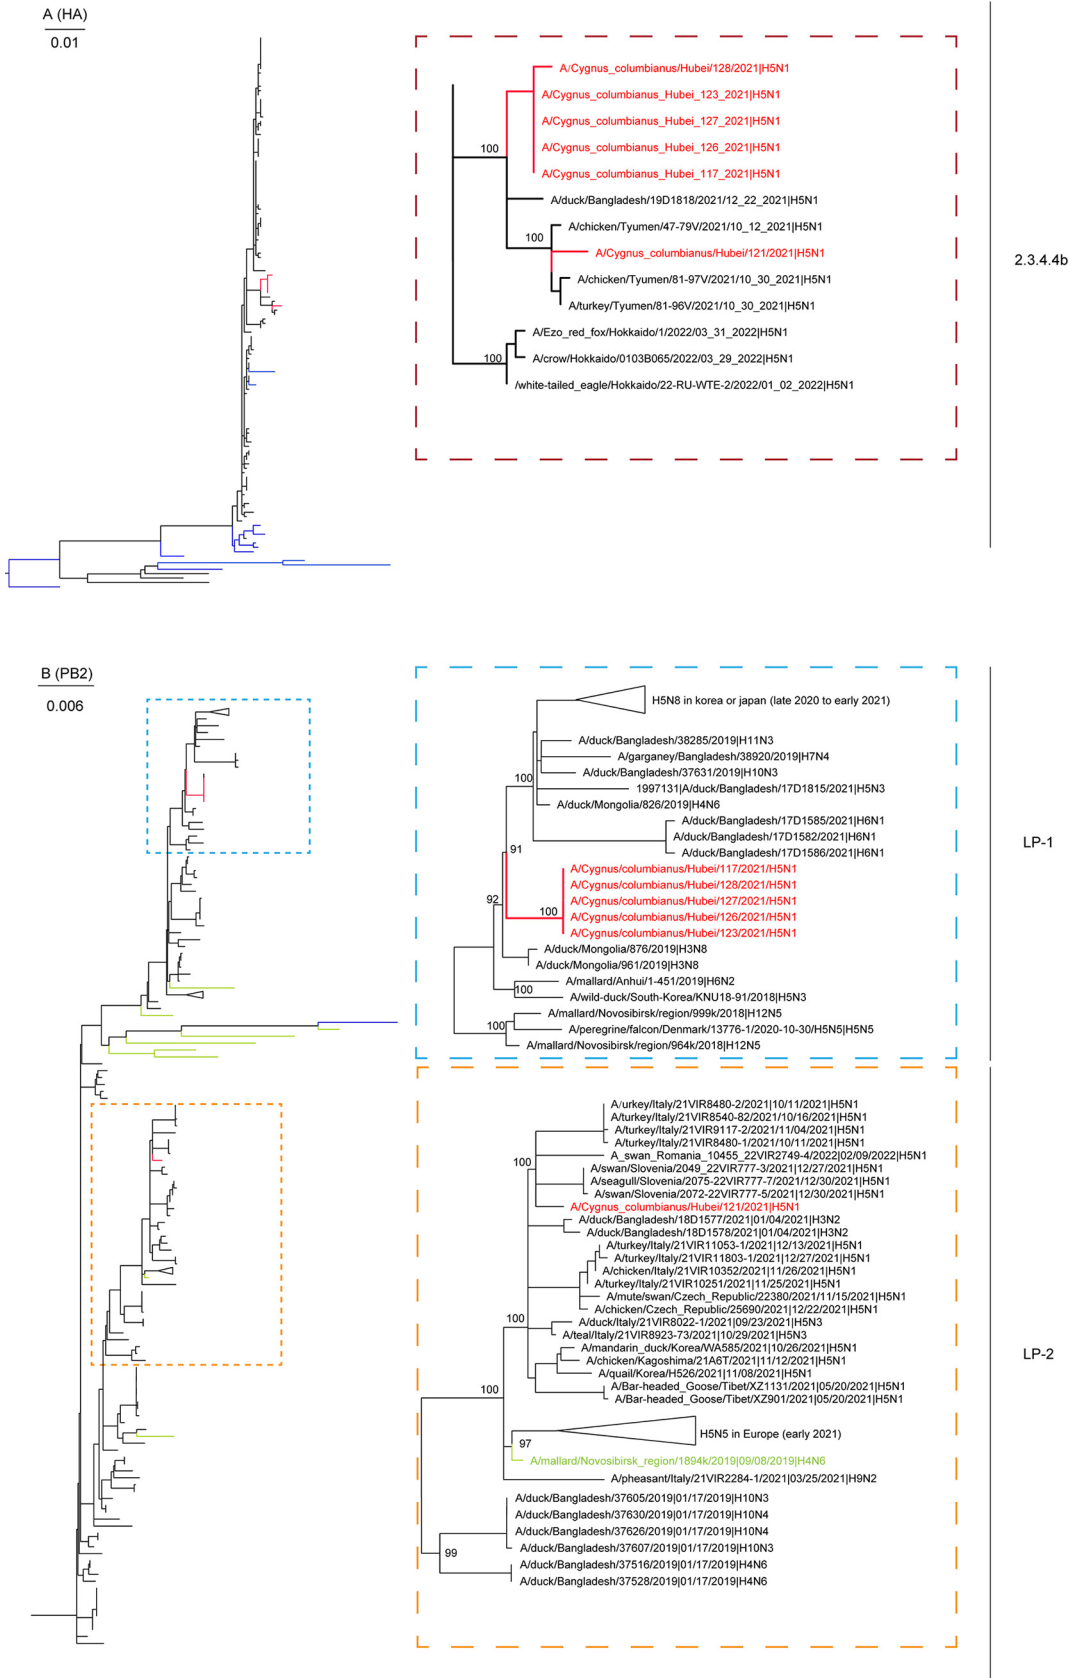 A (HA)
0.01
A/Cygnus_columbianus/Hubei/128/2021|H5N1
A/Cygnus_columbianus_Hubei_123_2021|H5N1
A/Cygnus_columbianus_Hubei_127_2021|H5N1
A/Cygnus_columbianus_Hubei_126_2021|H5N1
A/Cygnus_columbianus_Hubei_117_2021|H5N1
A/duck/Bangladesh/19D1818/2021/12_22_2021|H5N1
A/chicken/Tyumen/47-79V/2021/10_12_2021|H5N1
A/Cygnus_columbianus/Hubei/121/2021|H5N1
A/chicken/Tyumen/81-97V/2021/10_30_2021|H5N1
A/turkey/Tyumen/81-96V/2021/10_30_2021|H5N1
A/Ezo_red_fox/Hokkaido/1/2022/03_31_2022|H5N1
A/crow/Hokkaido/0103B065/2022/03_29_2022|H5N1
/white-tailed_eagle/Hokkaido/22-RU-WTE-2/2022/01_02_2022|H5N1
100
100
100
2.3.4.4b
B (PB2)
0.006
H5N8 in korea or japan (late 2020 to early 2021)
A/duck/Bangladesh/38285/2019|H11N3
A/garganey/Bangladesh/38920/2019|H7N4
A/duck/Bangladesh/37631/2019|H10N3
1997131|A/duck/Bangladesh/17D1815/2021|H5N3
A/duck/Mongolia/826/2019|H4N6
A/duck/Bangladesh/17D1585/2021|H6N1
A/duck/Bangladesh/17D1582/2021|H6N1
A/duck/Bangladesh/17D1586/2021|H6N1
A/Cygnus/columbianus/Hubei/117/2021/H5N1
A/Cygnus/columbianus/Hubei/128/2021/H5N1
A/Cygnus/columbianus/Hubei/127/2021/H5N1
A/Cygnus/columbianus/Hubei/126/2021/H5N1
A/Cygnus/columbianus/Hubei/123/2021/H5N1
A/duck/Mongolia/876/2019|H3N8
A/duck/Mongolia/961/2019|H3N8
A/mallard/Anhui/1-451/2019|H6N2
A/wild-duck/South-Korea/KNU18-91/2018|H5N3
A/mallard/Novosibirsk/region/999k/2018|H12N5
A/peregrine/falcon/Denmark/13776-1/2020-10-30/H5N5|H5N5
A/mallard/Novosibirsk/region/964k/2018|H12N5
100
91
92
100
100
100
LP-1
A/urkey/Italy/21VIR8480-2/2021|10/11/2021|H5N1
A/turkey/Italy/21VIR8540-82/2021|10/16/2021|H5N1
A/turkey/Italy/21VIR9117-2/2021|11/04/2021|H5N1
A/turkey/Italy/21VIR8480-1/2021|10/11/2021|H5N1
A_swan_Romania_10455_22VIR2749-4/2022|02/09/2022|H5N1
A/swan/Slovenia/2049_22VIR777-3/2021|12/27/2021|H5N1
A/seagull/Slovenia/2075-22VIR777-7/2021|12/30/2021|H5N1
A/swan/Slovenia/2072-22VIR777-5/2021|12/30/2021|H5N1
A/Cygnus_columbianus/Hubei/121/2021|H5N1
A/duck/Bangladesh/18D1577/2021|01/04/2021|H3N2
A/duck/Bangladesh/18D1578/2021|01/04/2021|H3N2
A/turkey/Italy/21VIR11053-1/2021|12/13/2021|H5N1
A/turkey/Italy/21VIR11803-1/2021|12/27/2021|H5N1
A/chicken/Italy/21VIR10352/2021|11/26/2021|H5N1
A/turkey/Italy/21VIR10251/2021|11/25/2021|H5N1
A/mute/swan/Czech_Republic/22380/2021/11/15/2021|H5N1
A/chicken/Czech_Republic/25690/2021|12/22/2021|H5N1
A/duck/Italy/21VIR8022-1/2021|09/23/2021|H5N3
A/teal/Italy/21VIR8923-73/2021|10/29/2021|H5N3
A/mandarin_duck/Korea/WA585/2021|10/26/2021|H5N1
A/chicken/Kagoshima/21A6T/2021|11/12/2021|H5N1
A/quail/Korea/H526/2021|11/08/2021|H5N1
A/Bar-headed_Goose/Tibet/XZ1131/2021|05/20/2021|H5N1
A/Bar-headed_Goose/Tibet/XZ901/2021|05/20/2021|H5N1
H5N5 in Europe (early 2021)
A/mallard/Novosibirsk_region/1894k/2019|09/08/2019|H4N6
A/pheasant/Italy/21VIR2284-1/2021|03/25/2021|H9N2
A/duck/Bangladesh/37605/2019|01/17/2019|H10N3
A/duck/Bangladesh/37630/2019|01/17/2019|H10N4
A/duck/Bangladesh/37626/2019|01/17/2019|H10N4
A/duck/Bangladesh/37607/2019|01/17/2019|H10N3
A/duck/Bangladesh/37516/2019|01/17/2019|H4N6
A/duck/Bangladesh/37528/2019|01/17/2019|H4N6
100
100
100
97
99
LP-2